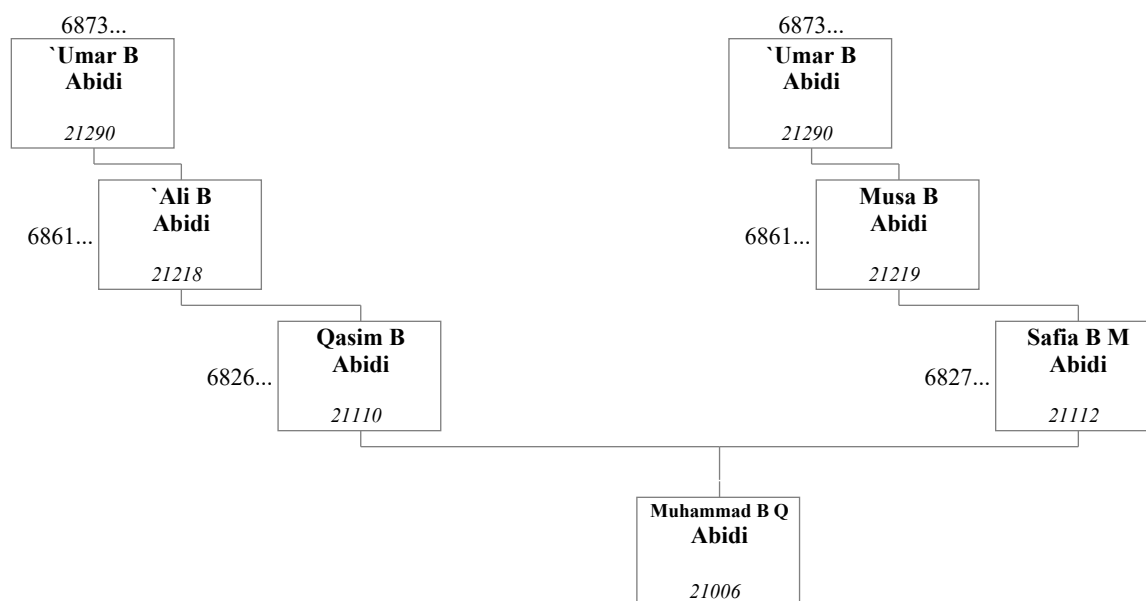 6873...
`Umar B
Abidi
21290
6873...
`Umar B
Abidi
21290
`Ali B
Abidi
6861...
21218
Musa B
Abidi
6861...
21219
Qasim B
Abidi
6826...
21110
Safia B M
Abidi
6827...
21112
Muhammad B Q
Abidi
21006